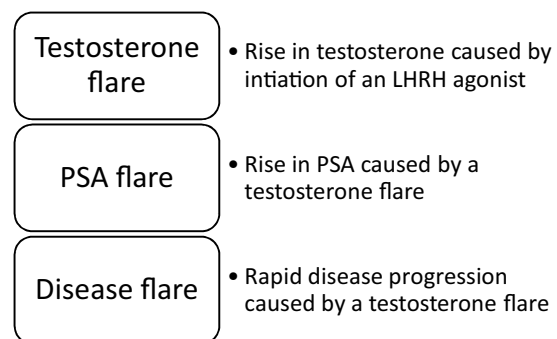 Testosterone
flare
• Rise in testosterone caused by
intiation of an LHRH agonist
PSA flare
• Rise in PSA caused by a
testosterone flare
Disease flare
• Rapid disease progression
caused by a testosterone flare